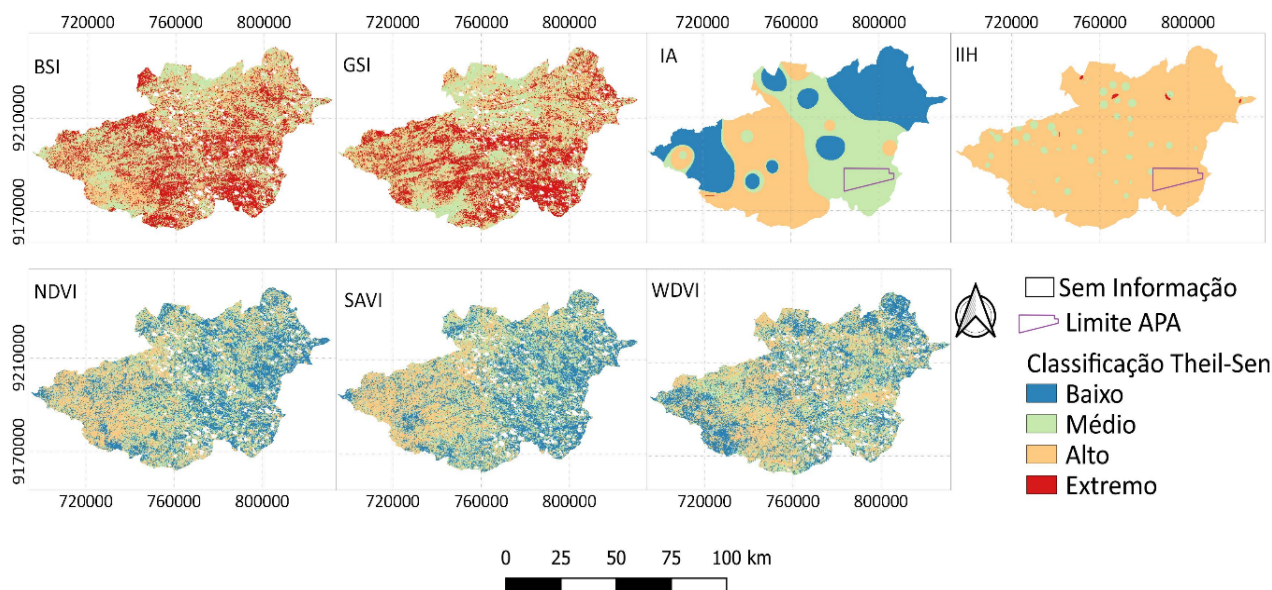 720000 760000 800000
720000 760000 800000
720000 760000 800000
720000 760000 800000
BSI
GSI
IA
IIH
9210000
9170000
NDVI
SAVI
WDVI
9210000
9170000
720000 760000 800000
720000 760000 800000
720000 760000 800000
Sem Informação
Limite APA
Classificação Theil-Sen
Baixo
Médio
Alto
Extremo
0 25 50 75 100 km